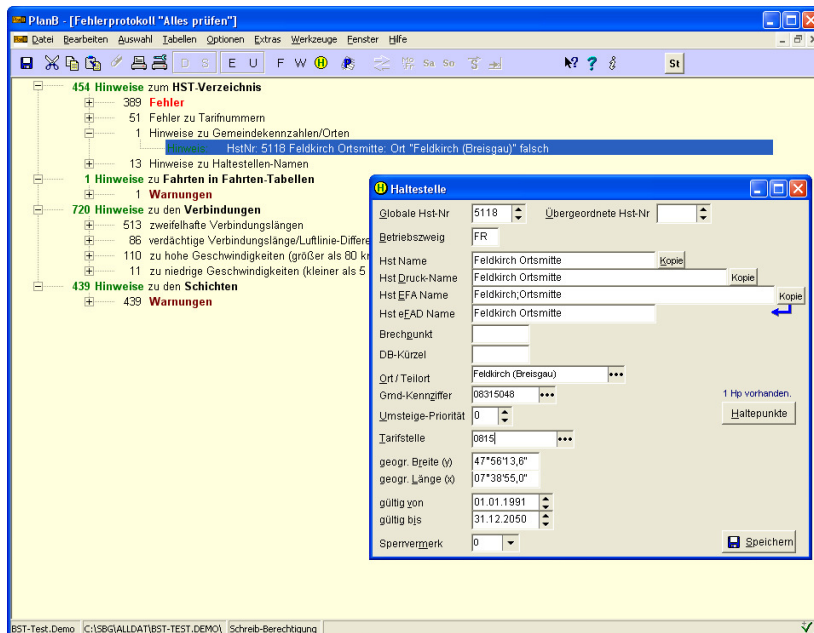 PlanB - [Fehlerprotokoll "Alles prüfen"]
Datei Bearbeiten Auswahl Tabellen Optionen Extras Werkzeuge Fenster Hilfe
D S E U F W H Mo Fr Sa So St
454 Hinweise zum HST-Verzeichnis
389 Fehler
51 Fehler zu Tarifnummern
1 Hinweise zu Gemeindekennzahlen/Orten
Hinweis: HstNr: 5118 Feldkirch Ortsmitte: Ort "Feldkirch (Breisgau)" falsch
13 Hinweise zu Haltestellen-Namen
1 Hinweise zu Fahrten in Fahrten-Tabellen
1 Warnungen
720 Hinweise zu den Verbindungen
513 zweifelhafte Verbindungslängen
86 verdächtige Verbindungslänge/Luftlinie-Differe
110 zu hohe Geschwindigkeiten (größer als 80 k
11 zu niedrige Geschwindigkeiten (kleiner als 5
439 Hinweise zu den Schichten
439 Warnungen
H Haltestelle
Globale Hst-Nr 5118 Übergeordnete Hst-Nr
Betriebszweig FR
Hst Name Feldkirch Ortsmitte Kopie
Hst Druck-Name Feldkirch Ortsmitte Kopie
Hst EFA Name Feldkirch;Ortsmitte Kopie
Hst eEAD Name Feldkirch Ortsmitte
Brechpunkt
DB-Kürzel
Ort / Teilort Feldkirch (Breisgau) •••
Gmd-Kennziffer 08315048 ••• 1 Hp vorhanden.
Umsteige-Priorität 0 Haltepunkte
Tarifstelle 0815 •••
geogr. Breite (y) 47°56'13,6"
geogr. Länge (x) 07°38'55,0"
gültig von 01.01.1991
gültig bis 31.12.2050
Sperrvermerk 0 Speichern
BST-Test.Demo C:\SBG\ALLDAT\BST-TEST.DEMO\ Schreib-Berechtigung